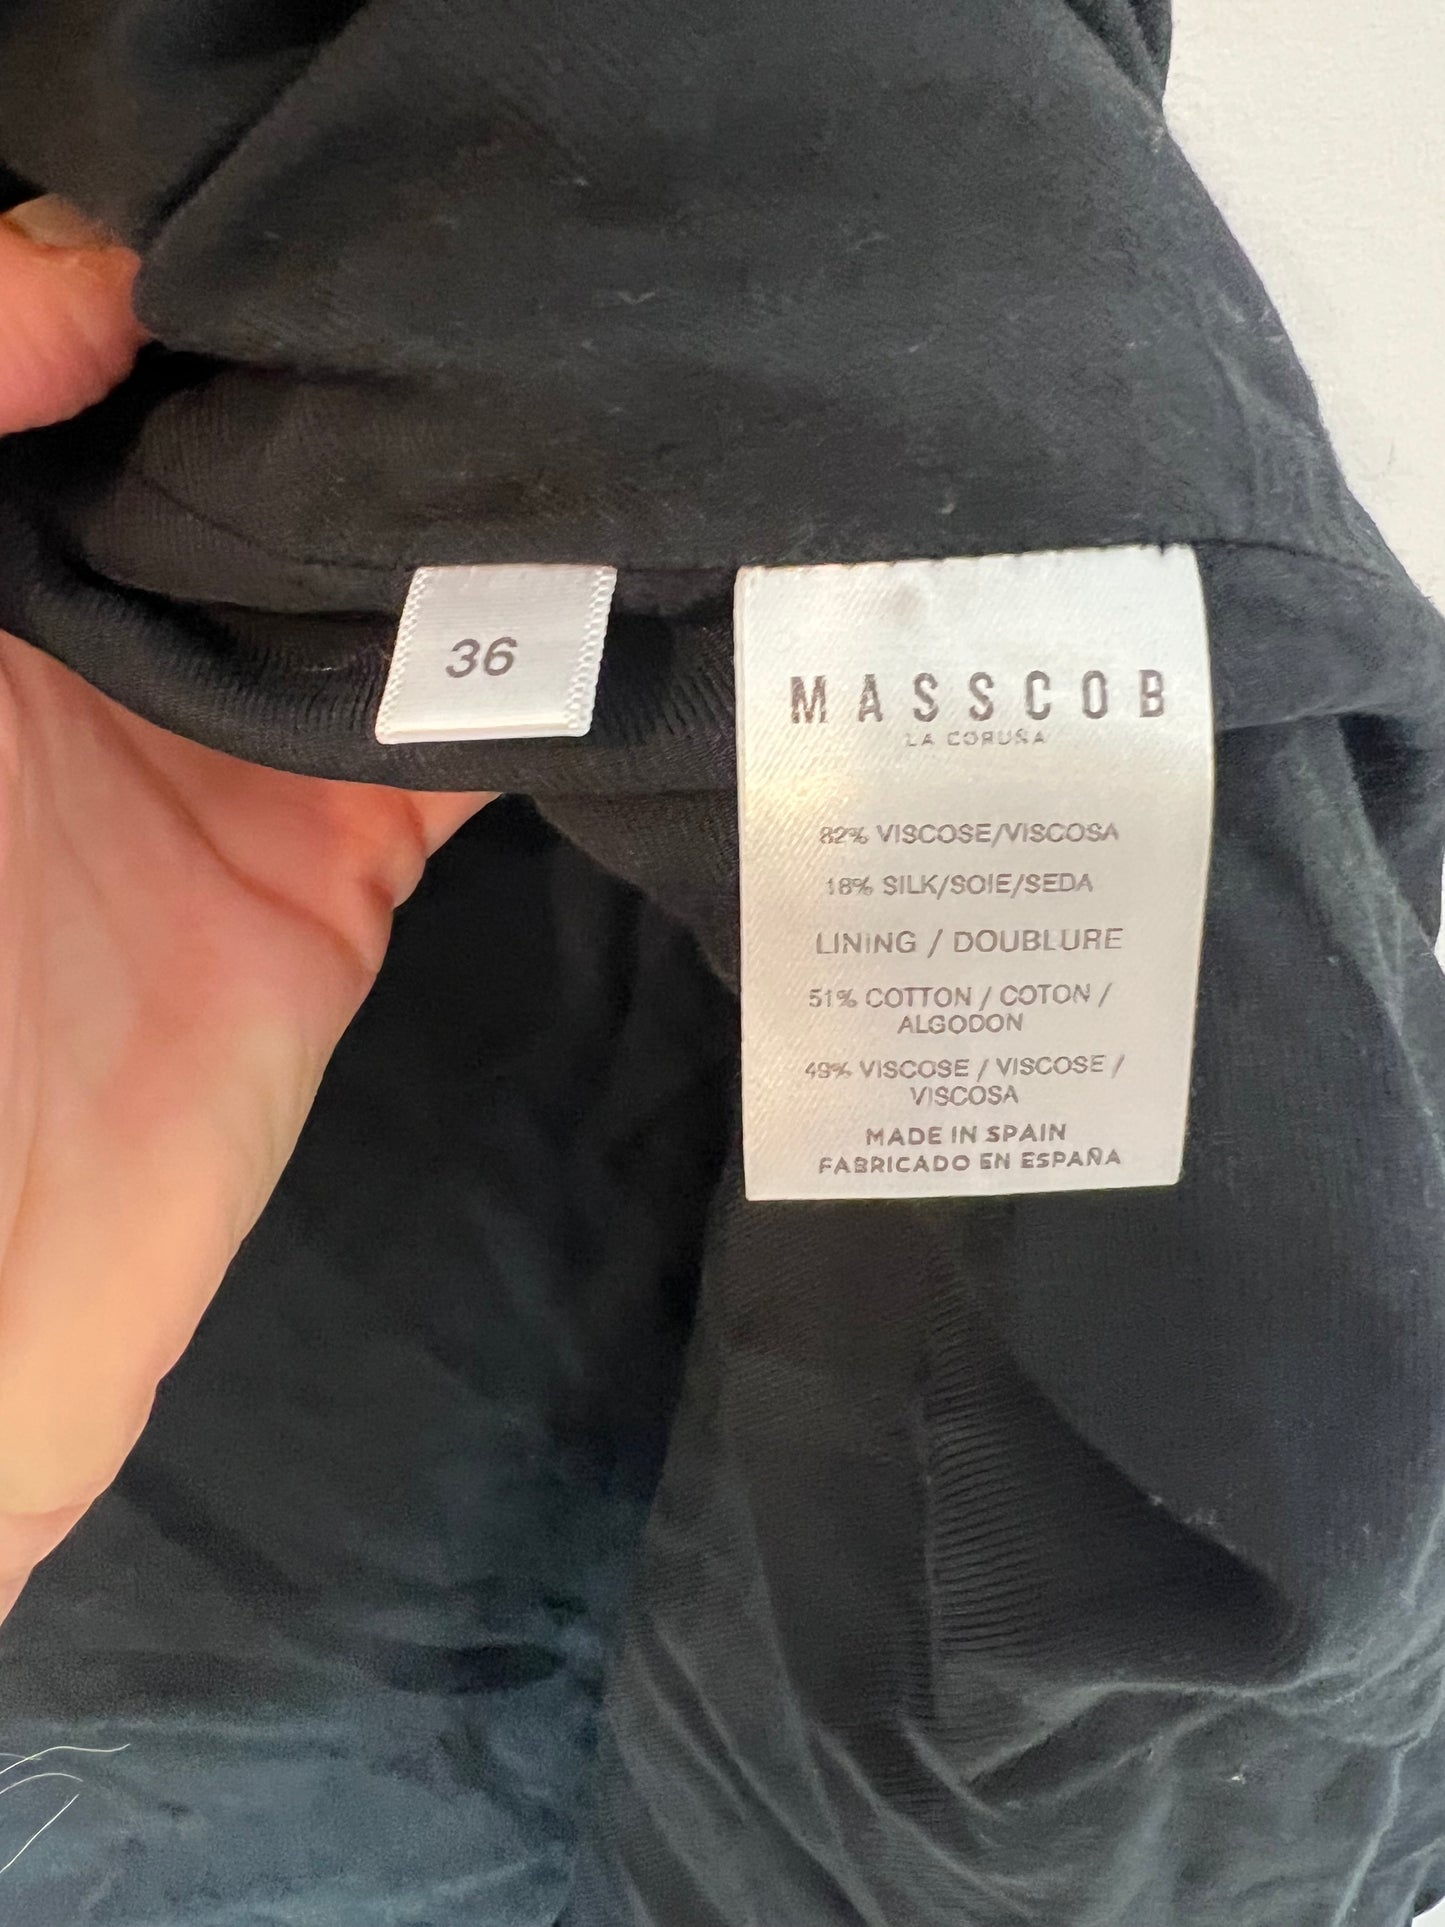 36
MASSCOB
LA CORUÑA
82% VISCOSE/VISCOSA
18% SILK/SOIE/SEDA
LINING / DOUBLURE
51% COTTON / COTON /
ALGODON
49% VISCOSE / VISCOSE /
VISCOSA
MADE IN SPAIN
FABRICADO EN ESPAÑA